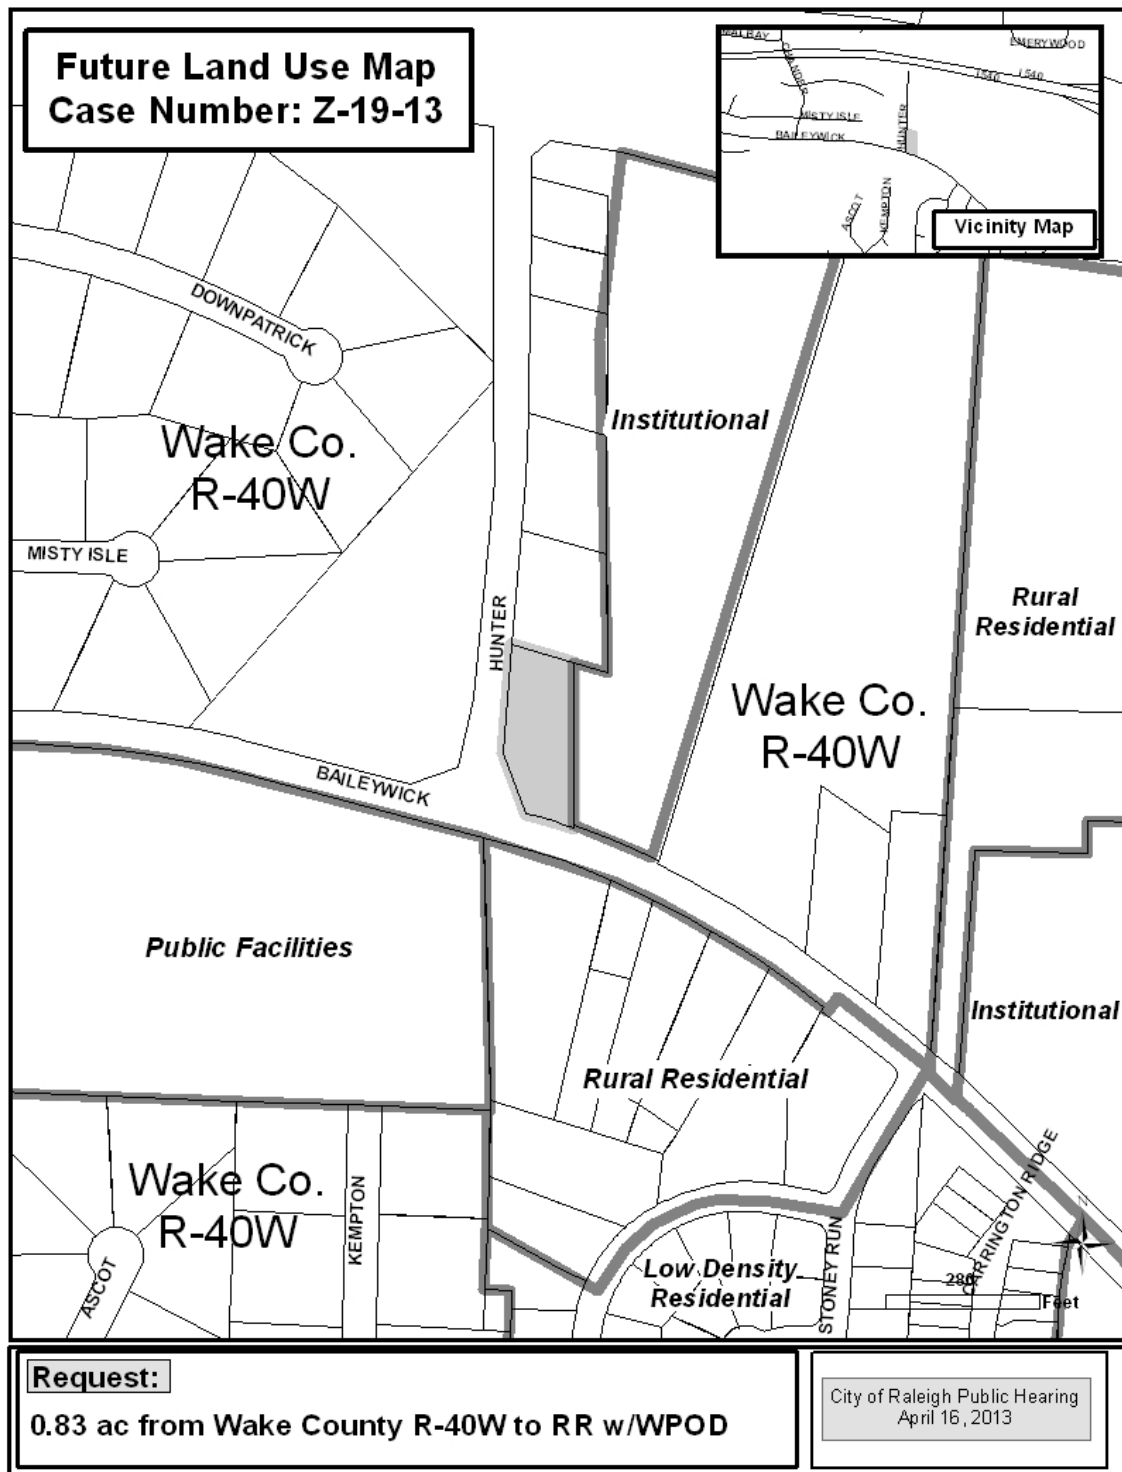 Future Land Use Map
Case Number: Z-19-13
EMERYWOOD
I 540
I 540
MISTY ISLE
BAILEYWICK
HUNTER
ASCOT
KEMPTON
Vicinity Map
DOWNPATRICK
Institutional
Wake Co.
R-40W
MISTY ISLE
HUNTER
Rural
Residential
Wake Co.
R-40W
BAILEYWICK
Public Facilities
Institutional
Rural Residential
Wake Co.
R-40W
KEMPTON
ASCOT
Low Density
Residential
STONEY RUN
CARRINGTON RIDGE
N
280
Feet
Request:
0.83 ac from Wake County R-40W to RR w/WPOD
City of Raleigh Public Hearing
April 16, 2013